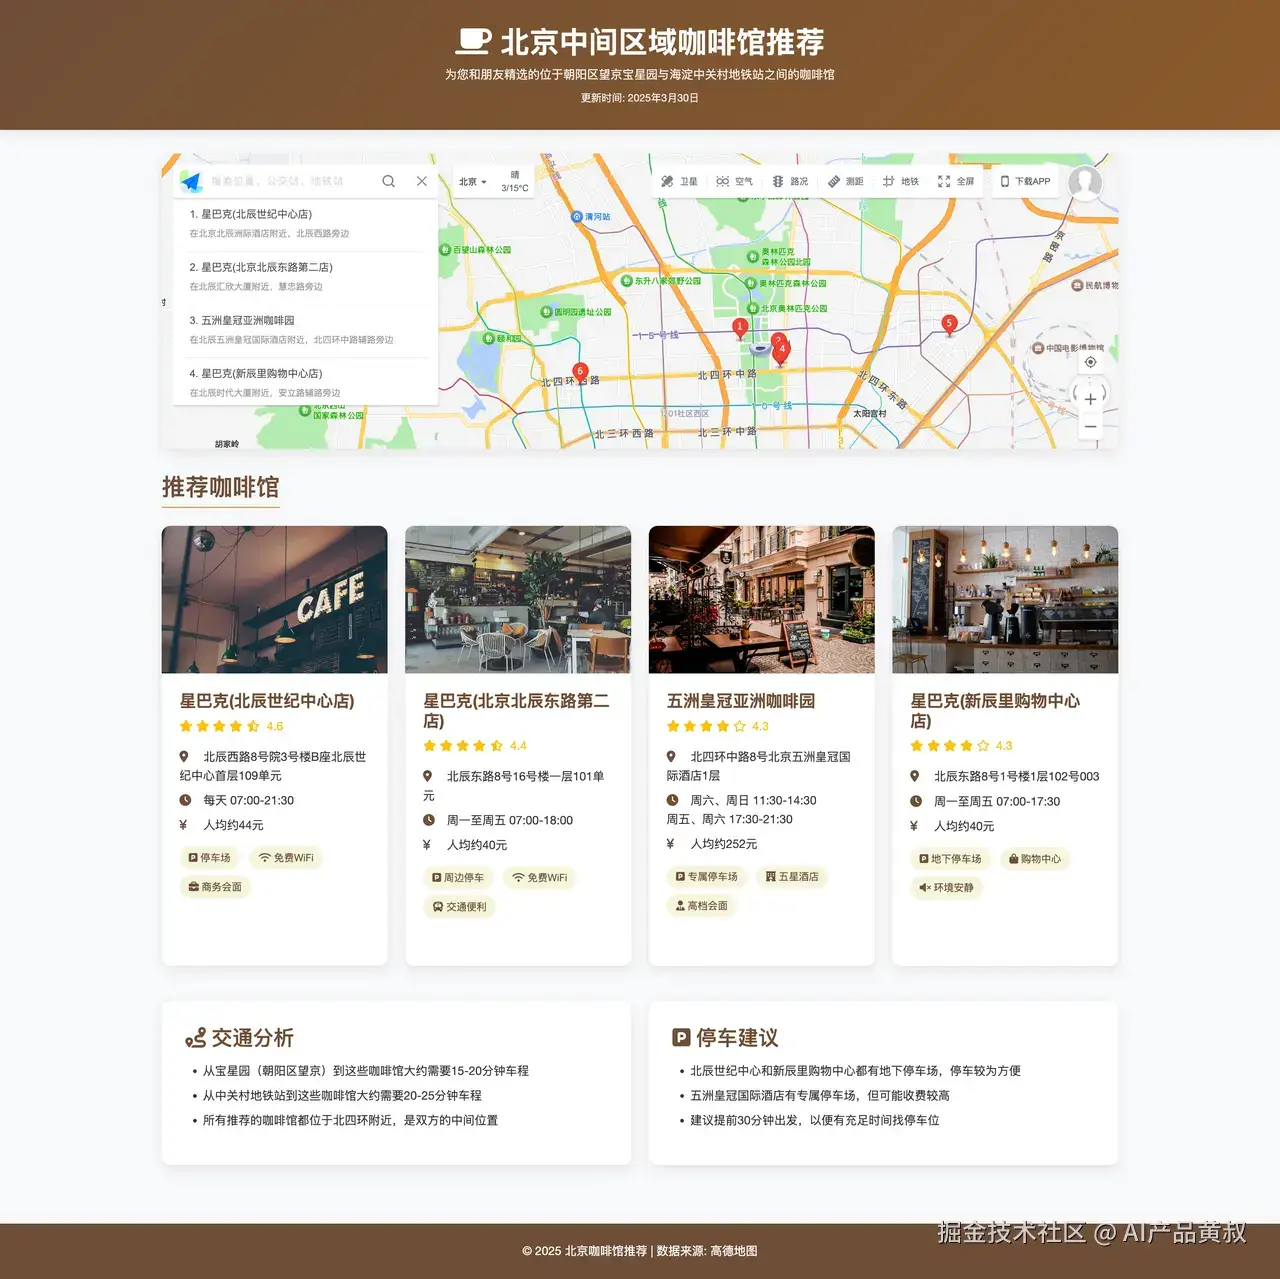 北京中间区域咖啡馆推荐
为您和朋友精选的位于朝阳区望京宝星园与海淀中关村地铁站之间的咖啡馆
更新时间: 2025年3月30日
搜索位置、公交站、地铁站
北京
晴
3/15°C
卫星
空气
路况
测距
地铁
全屏
下载APP
1. 星巴克(北辰世纪中心店)
在北京北辰洲际酒店附近，北辰西路旁边
2. 星巴克(北京北辰东路第二店)
在北辰汇欣大厦附近，慧忠路旁边
3. 五洲皇冠亚洲咖啡园
在北辰五洲皇冠国际酒店附近，北四环中路辅路旁边
4. 星巴克(新辰里购物中心店)
在北辰时代大厦附近，安立路辅路旁边
清河站
百望山森林公园
京密路
奥林匹克
森林公园北园
东升八家郊野公园
奥林匹克森林公园
民航博物
圆明园遗址公园
北京奥林匹克公园
颐和园
15号线
1
2
4
5
6
中国电影博物馆
北四环西路
北四环中路
北四环东路
1201社区西区
10号线
太阳宫村
国家森林公园
胡家岭
北三环西路
北三环中路
推荐咖啡馆
CAFE
星巴克(北辰世纪中心店)
4.6
北辰西路8号院3号楼B座北辰世
纪中心首层109单元
每天 07:00-21:30
¥ 人均约44元
停车场
免费WiFi
商务会面
星巴克(北京北辰东路第二
店)
4.4
北辰东路8号16号楼一层101单
元
周一至周五 07:00-18:00
¥ 人均约40元
周边停车
免费WiFi
交通便利
五洲皇冠亚洲咖啡园
4.3
北四环中路8号北京五洲皇冠国
际酒店1层
周六、周日 11:30-14:30
周五、周六 17:30-21:30
¥ 人均约252元
专属停车场
五星酒店
高档会面
星巴克(新辰里购物中心
店)
4.3
北辰东路8号1号楼1层102号003
周一至周五 07:00-17:30
¥ 人均约40元
地下停车场
购物中心
环境安静
交通分析
• 从宝星园（朝阳区望京）到这些咖啡馆大约需要15-20分钟车程
• 从中关村地铁站到这些咖啡馆大约需要20-25分钟车程
• 所有推荐的咖啡馆都位于北四环附近，是双方的中间位置
停车建议
• 北辰世纪中心和新辰里购物中心都有地下停车场，停车较为方便
• 五洲皇冠国际酒店有专属停车场，但可能收费较高
• 建议提前30分钟出发，以便有充足时间找停车位
掘金技术社区 @ AI产品黄叔
© 2025 北京咖啡馆推荐 | 数据来源: 高德地图